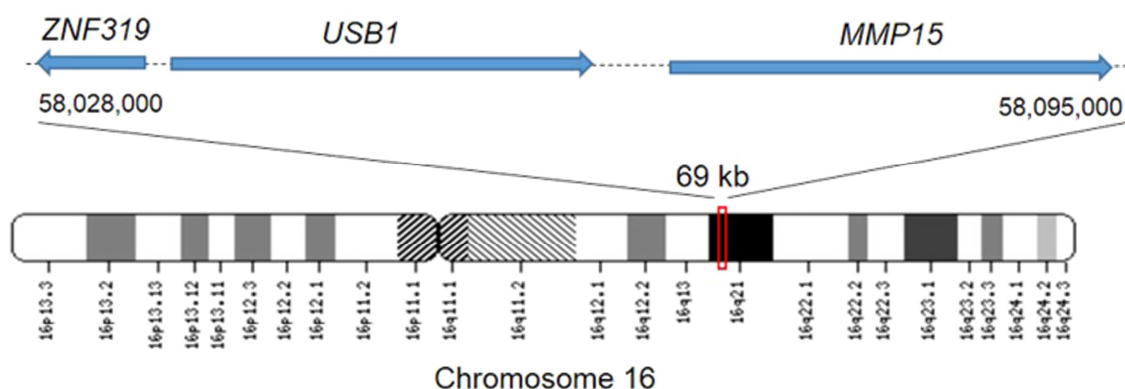 ZNF319 USB1 MMP15
58,028,000 58,095,000
69 kb
16p13.3 16p13.2 16p13.13 16p13.12 16p13.11 16p12.3 16p12.2 16p12.1 16p11.2 16p11.1 16q11.1 16q11.2 16q12.1 16q12.2 16q13 16q21 16q22.1 16q22.2 16q22.3 16q23.1 16q23.2 16q23.3 16q24.1 16q24.2 16q24.3
Chromosome 16